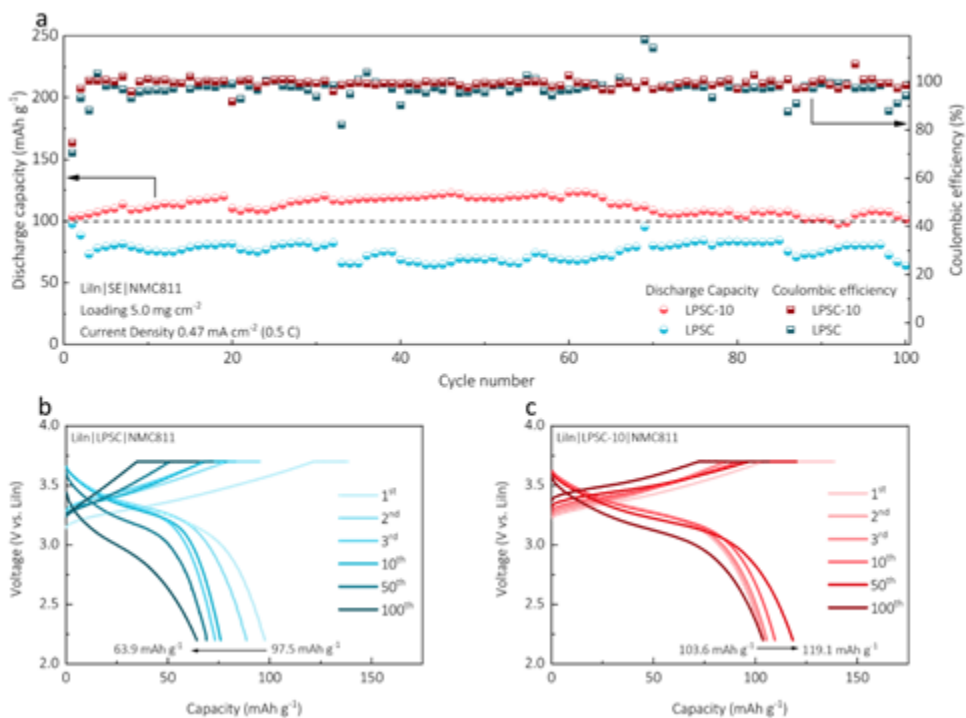 a
250
200
150
100
50
0
Discharge capacity (mAh g⁻¹)
100
80
60
40
20
0
Coulombic efficiency (%)
LiIn|SE|NMC811
Loading 5.0 mg cm⁻²
Current Density 0.47 mA cm⁻² (0.5 C)
Discharge Capacity Coulombic efficiency
LPSC-10 LPSC-10
LPSC LPSC
0 20 40 60 80 100
Cycle number
b
LiIn|LPSC|NMC811
4.0
3.5
3.0
2.5
2.0
Voltage (V vs. LiIn)
1st
2nd
3rd
10th
50th
100th
63.9 mAh g⁻¹ 97.5 mAh g⁻¹
0 50 100 150
Capacity (mAh g⁻¹)
c
LiIn|LPSC-10|NMC811
4.0
3.5
3.0
2.5
2.0
Voltage (V vs. LiIn)
1st
2nd
3rd
10th
50th
100th
103.6 mAh g⁻¹ 119.1 mAh g⁻¹
0 50 100 150
Capacity (mAh g⁻¹)